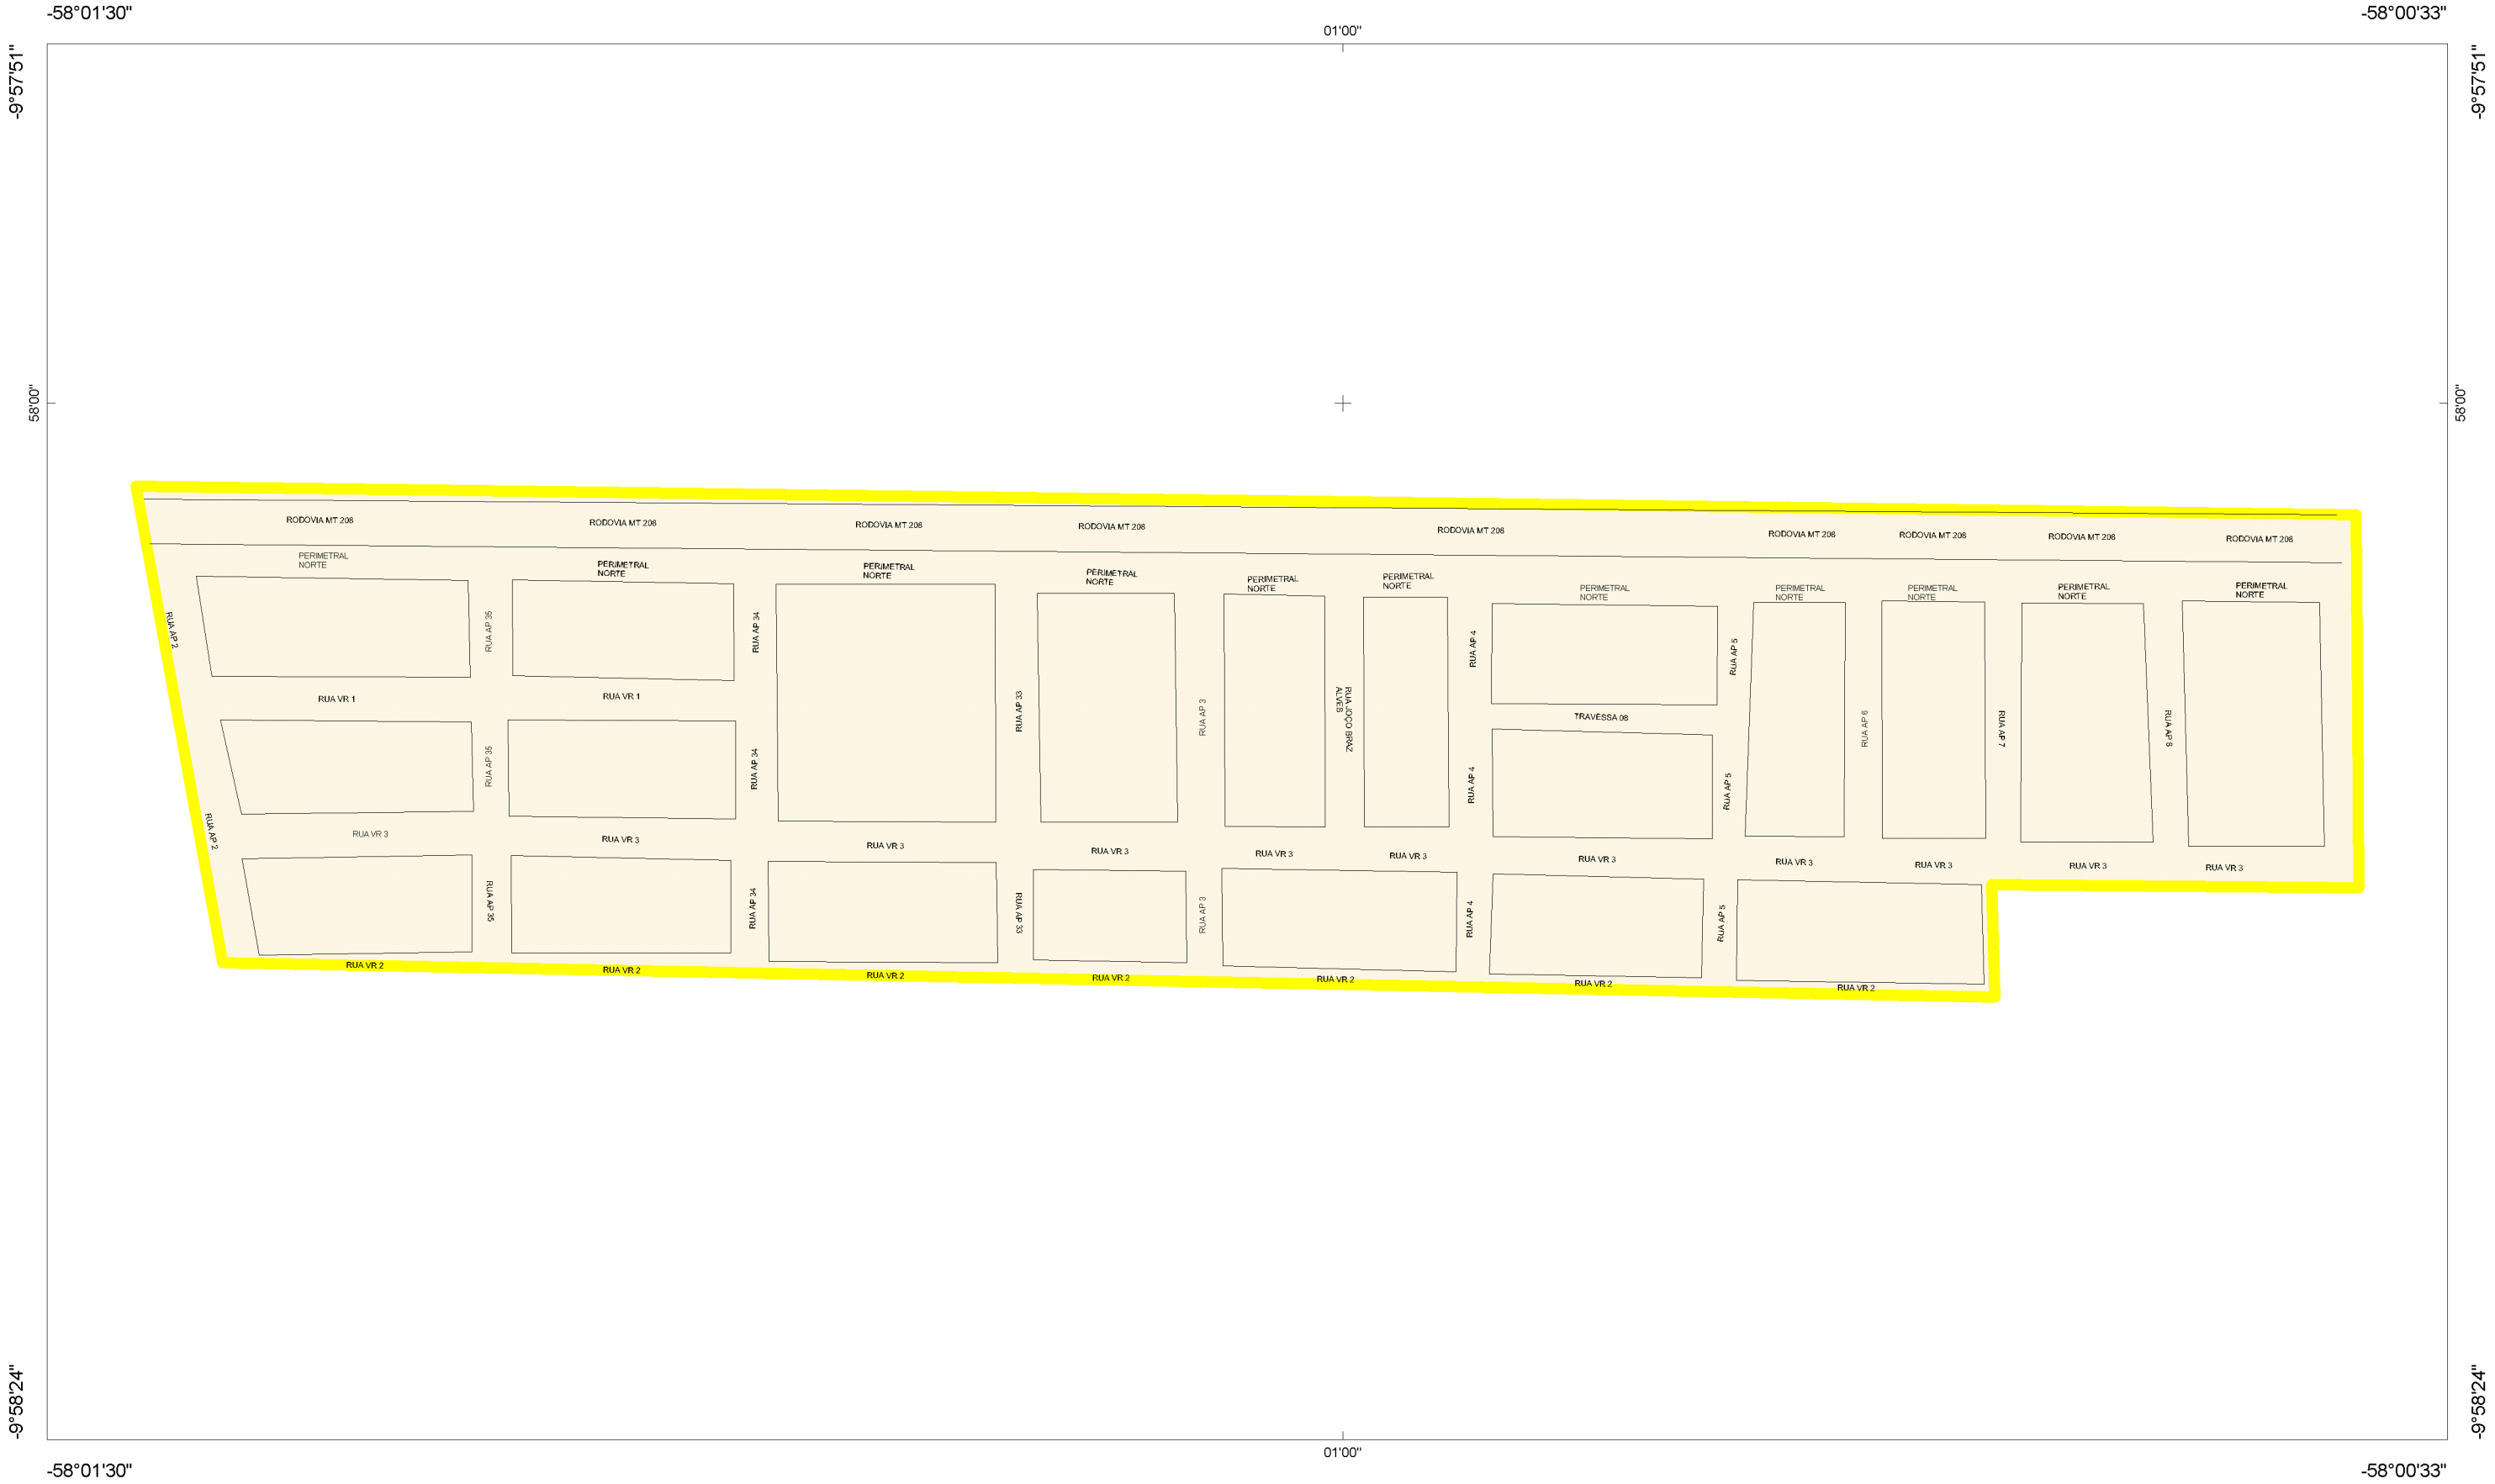 -58°01'30"
-58°00'33"
01'00"
-9°57'51"
-9°57'51"
58'00"
58'00"
RODOVIA MT 206
RODOVIA MT 206
RODOVIA MT 206
RODOVIA MT 206
RODOVIA MT 206
RODOVIA MT 206
RODOVIA MT 206
RODOVIA MT 206
RODOVIA MT 206
PERIMETRAL
NORTE
PERIMETRAL
NORTE
PERIMETRAL
NORTE
PERIMETRAL
NORTE
PERIMETRAL
NORTE
PERIMETRAL
NORTE
PERIMETRAL
NORTE
PERIMETRAL
NORTE
PERIMETRAL
NORTE
PERIMETRAL
NORTE
PERIMETRAL
NORTE
RUA AP 2
RUA AP 35
RUA AP 34
RUA AP 4
RUA AP 5
RUA VR 1
RUA VR 1
RUA AP 33
RUA AP 3
RUA JOÇO BRAZ
ALVES
TRAVESSA 08
RUA AP 6
RUA AP 7
RUA AP 8
RUA AP 35
RUA AP 34
RUA AP 4
RUA AP 5
RUA AP 2
RUA VR 3
RUA VR 3
RUA VR 3
RUA VR 3
RUA VR 3
RUA VR 3
RUA VR 3
RUA VR 3
RUA VR 3
RUA VR 3
RUA VR 3
RUA AP 35
RUA AP 34
RUA AP 33
RUA AP 3
RUA AP 4
RUA AP 5
RUA VR 2
RUA VR 2
RUA VR 2
RUA VR 2
RUA VR 2
RUA VR 2
RUA VR 2
-9°58'24"
-9°58'24"
01'00"
-58°01'30"
-58°00'33"